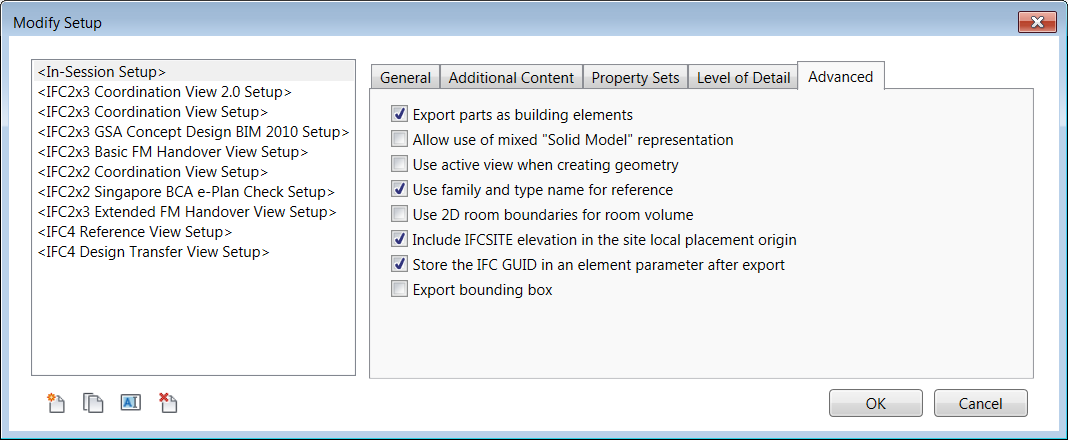 Modify Setup
<In-Session Setup>
<IFC2x3 Coordination View 2.0 Setup>
<IFC2x3 Coordination View Setup>
<IFC2x3 GSA Concept Design BIM 2010 Setup>
<IFC2x3 Basic FM Handover View Setup>
<IFC2x2 Coordination View Setup>
<IFC2x2 Singapore BCA e-Plan Check Setup>
<IFC2x3 Extended FM Handover View Setup>
<IFC4 Reference View Setup>
<IFC4 Design Transfer View Setup>
General Additional Content Property Sets Level of Detail Advanced
Export parts as building elements
Allow use of mixed "Solid Model" representation
Use active view when creating geometry
Use family and type name for reference
Use 2D room boundaries for room volume
Include IFCSITE elevation in the site local placement origin
Store the IFC GUID in an element parameter after export
Export bounding box
AI
OK Cancel